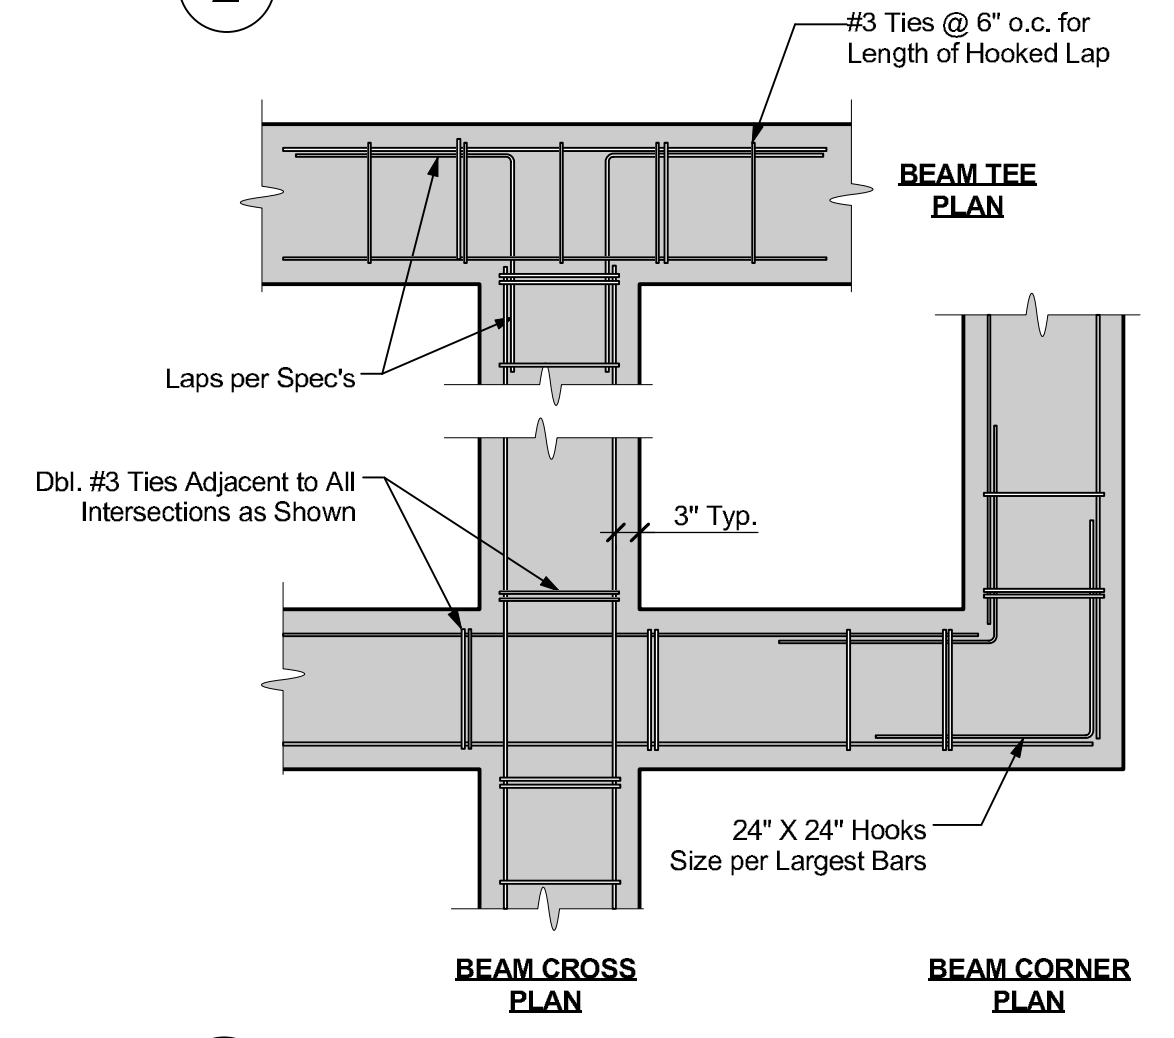 #3 Ties @ 6" o.c. for
Length of Hooked Lap
BEAM TEE
PLAN
Laps per Spec's
Dbl. #3 Ties Adjacent to All
Intersections as Shown
3" Typ.
24" X 24" Hooks
Size per Largest Bars
BEAM CROSS
PLAN
BEAM CORNER
PLAN